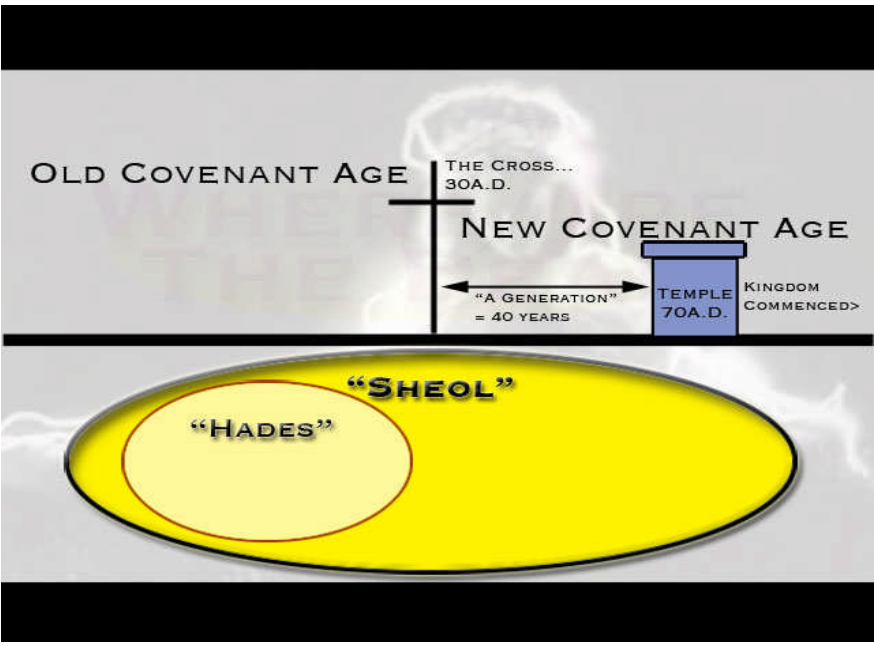 OLD COVENANT AGE
THE CROSS...
30A.D.
NEW COVENANT AGE
“A GENERATION”
= 40 YEARS
TEMPLE
70A.D.
KINGDOM
COMMENCED>
“SHEOL”
“HADES”